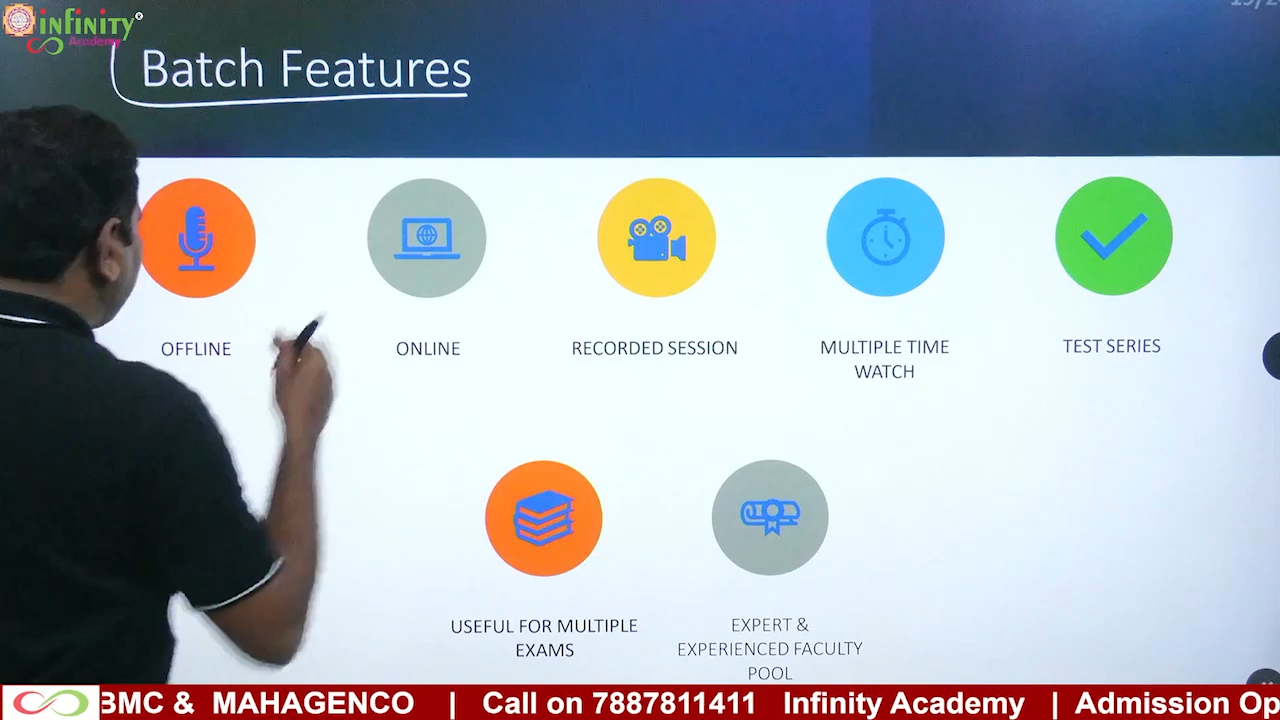 infinity
Academy
Batch Features
OFFLINE
ONLINE
RECORDED SESSION
MULTIPLE TIME
WATCH
TEST SERIES
USEFUL FOR MULTIPLE
EXAMS
EXPERT &
EXPERIENCED FACULTY
POOL
BMC & MAHAGENCO | Call on 7887811411 Infinity Academy | Admission Op